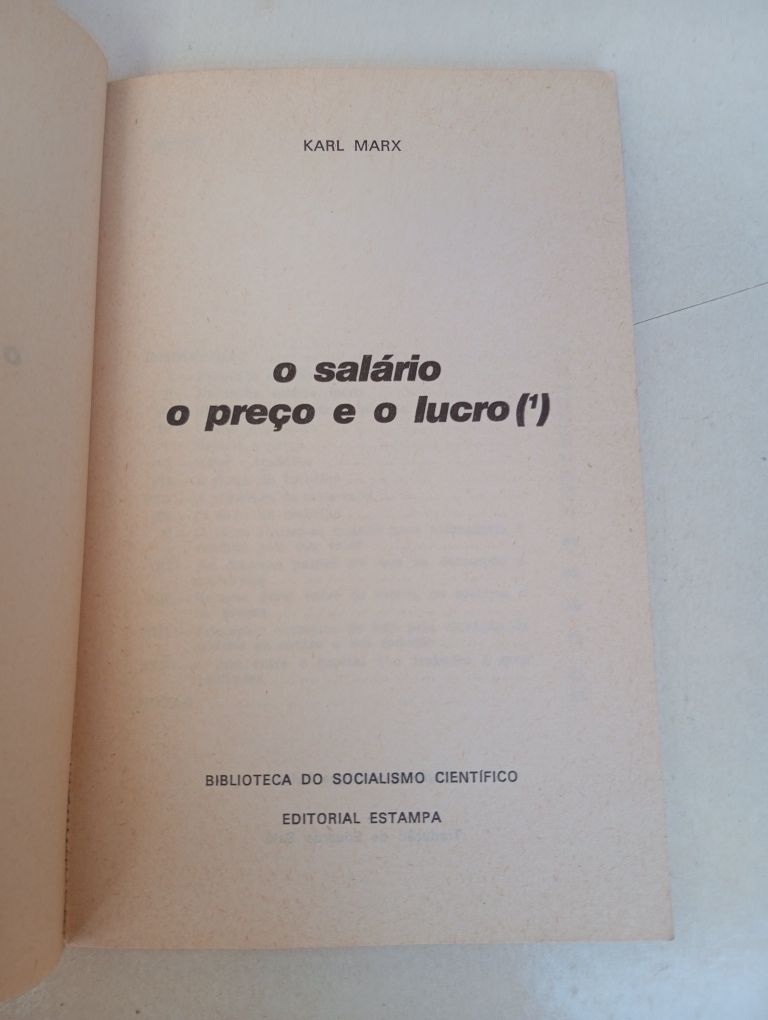 KARL MARX
o salário
o preço e o lucro(¹)
BIBLIOTECA DO SOCIALISMO CIENTÍFICO
EDITORIAL ESTAMPA